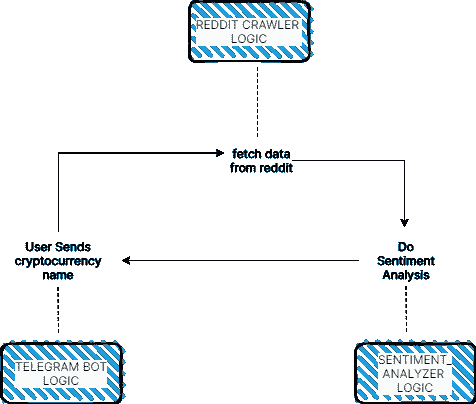 REDDIT CRAWLER
LOGIC
fetch data
from reddit
User Sends
cryptocurrency
name
Do
Sentiment
Analysis
TELEGRAM BOT
LOGIC
SENTIMENT_
ANALYZER
LOGIC